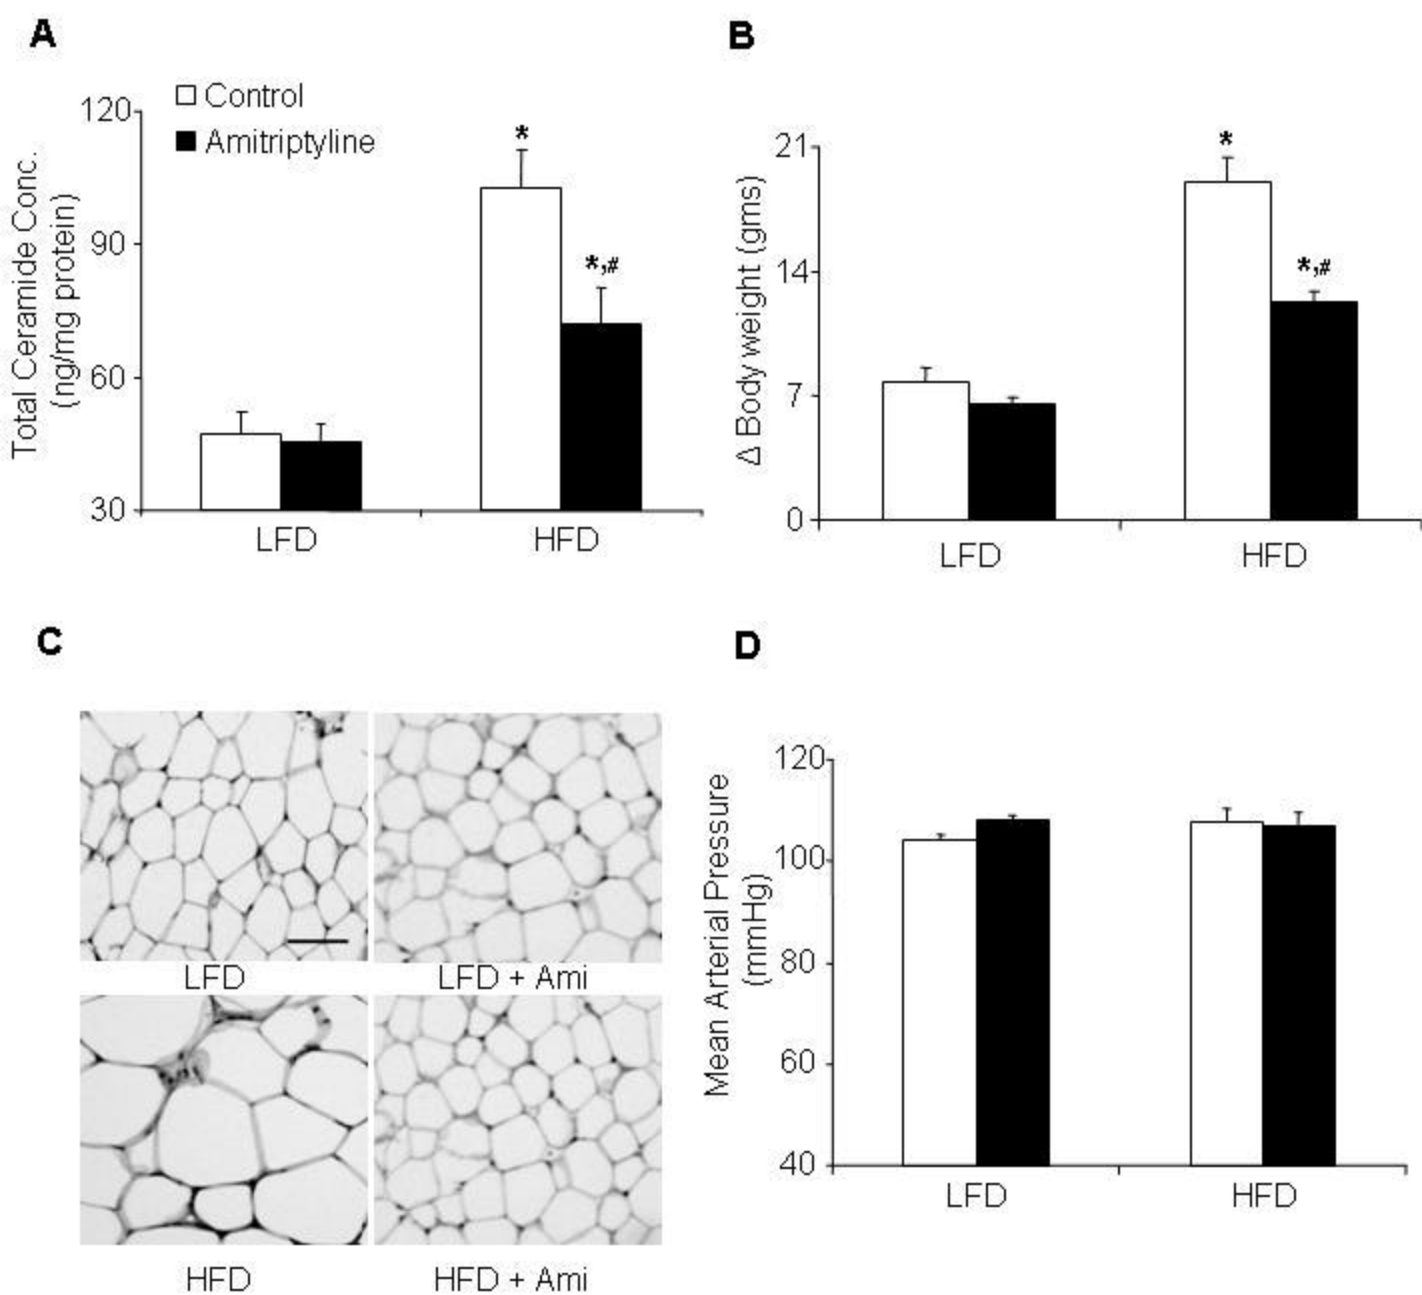 A
Total Ceramide Conc.
(ng/mg protein)
120
90
60
30
Control
Amitriptyline
*
*,#
LFD
HFD
B
Δ Body weight (gms)
21
14
7
0
*
*,#
LFD
HFD
C
LFD
LFD + Ami
HFD
HFD + Ami
D
Mean Arterial Pressure
(mmHg)
120
100
80
60
40
LFD
HFD